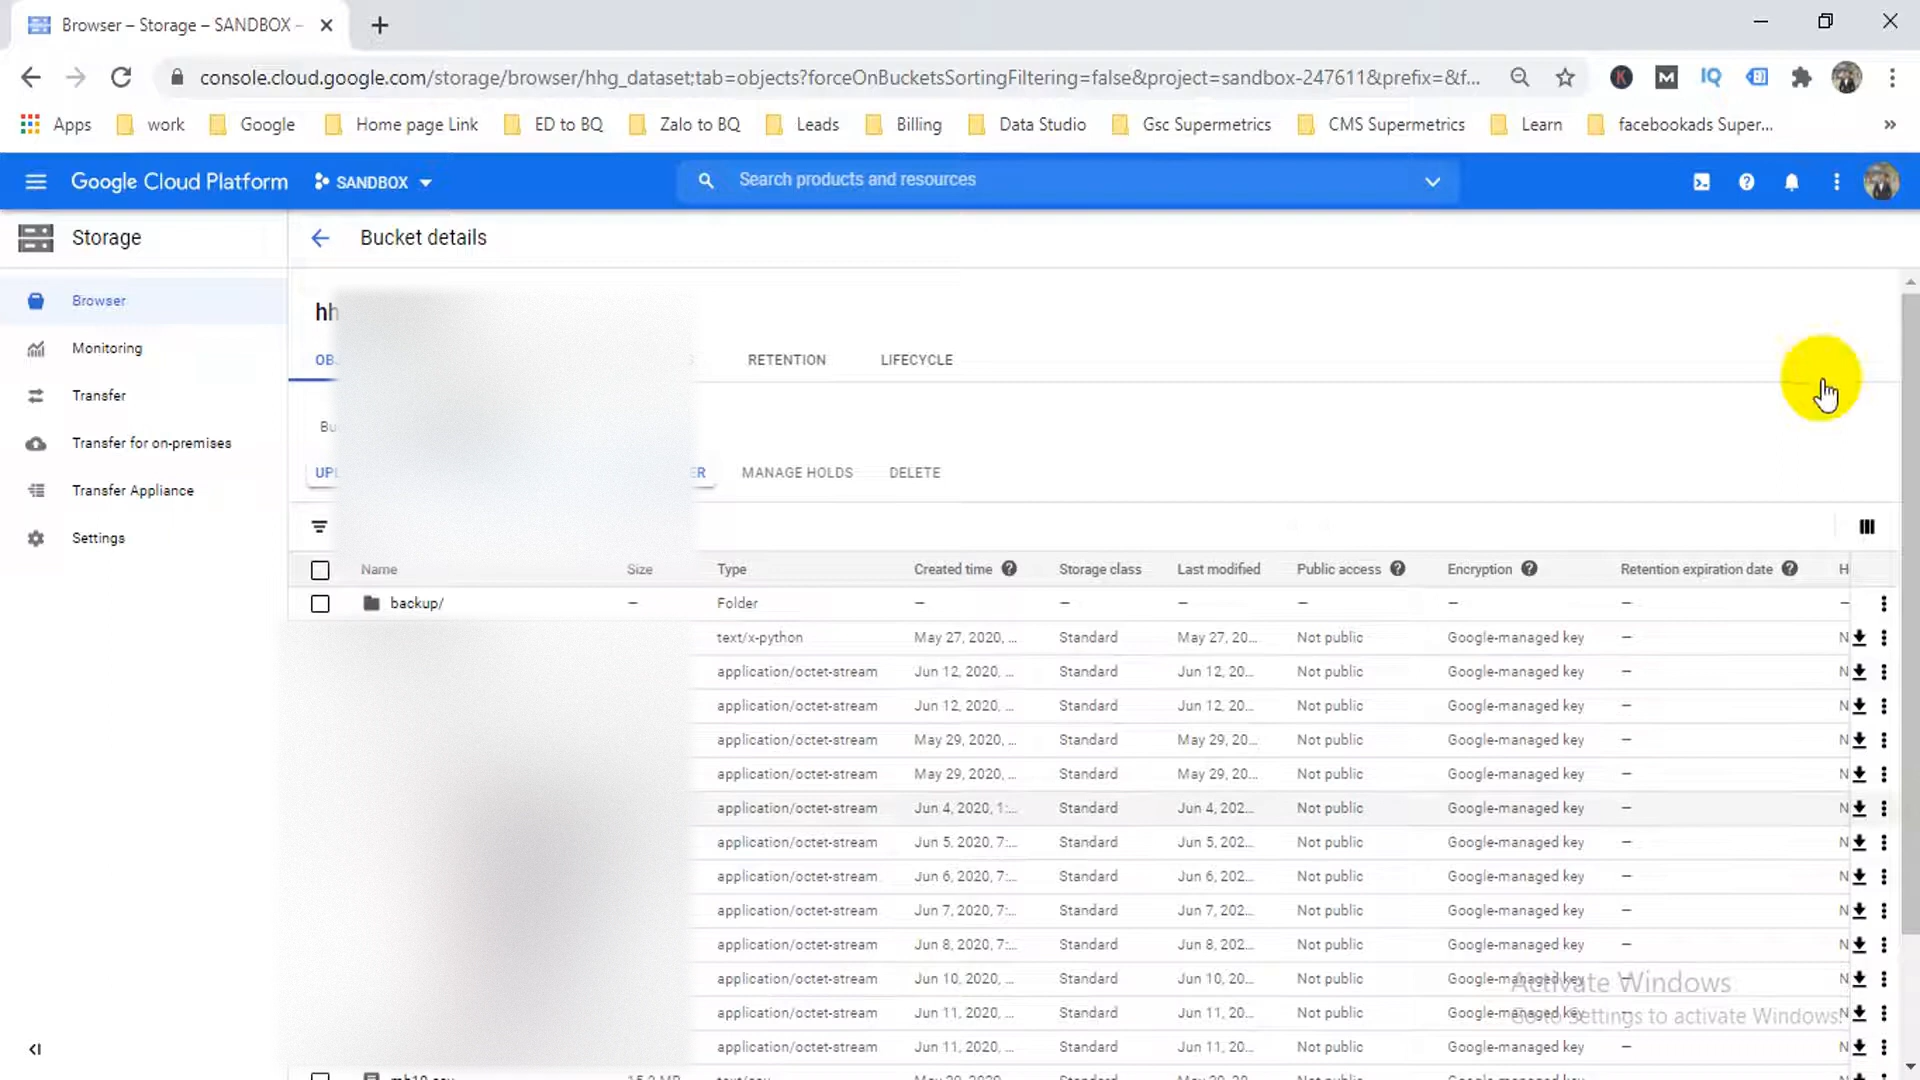 Browser – Storage – SANDBOX –
console.cloud.google.com/storage/browser/hhg_dataset;tab=objects?forceOnBucketsSortingFiltering=false&project=sandbox-247611&prefix=&f...
K M IQ
Apps work Google Home page Link ED to BQ Zalo to BQ Leads Billing Data Studio Gsc Supermetrics CMS Supermetrics Learn facebookads Super... »
Google Cloud Platform SANDBOX Search products and resources
Storage Bucket details
Browser
hh
Monitoring
OB RETENTION LIFECYCLE
Transfer
Bu
Transfer for on-premises
UPL ER MANAGE HOLDS DELETE
Transfer Appliance
Settings
Name Size Type Created time Storage class Last modified Public access Encryption Retention expiration date H
backup/ – Folder – – – – – – –
text/x-python May 27, 2020, ... Standard May 27, 20... Not public Google-managed key – N
application/octet-stream Jun 12, 2020, ... Standard Jun 12, 20... Not public Google-managed key – N
application/octet-stream Jun 12, 2020, ... Standard Jun 12, 20... Not public Google-managed key – N
application/octet-stream May 29, 2020, ... Standard May 29, 20... Not public Google-managed key – N
application/octet-stream May 29, 2020, ... Standard May 29, 20... Not public Google-managed key – N
application/octet-stream Jun 4, 2020, 1:... Standard Jun 4, 202... Not public Google-managed key – N
application/octet-stream Jun 5, 2020, 7:... Standard Jun 5, 202... Not public Google-managed key – N
application/octet-stream Jun 6, 2020, 7:... Standard Jun 6, 202... Not public Google-managed key – N
application/octet-stream Jun 7, 2020, 7:... Standard Jun 7, 202... Not public Google-managed key – N
application/octet-stream Jun 8, 2020, 7:... Standard Jun 8, 202... Not public Google-managed key – N
application/octet-stream Jun 10, 2020, ... Standard Jun 10, 20... Not public Google-managed key – N
Activate Windows
application/octet-stream Jun 11, 2020, ... Standard Jun 11, 20... Not public Google-managed key – N
Go to Settings to activate Windows.
application/octet-stream Jun 11, 2020, ... Standard Jun 11, 20... Not public Google-managed key – N